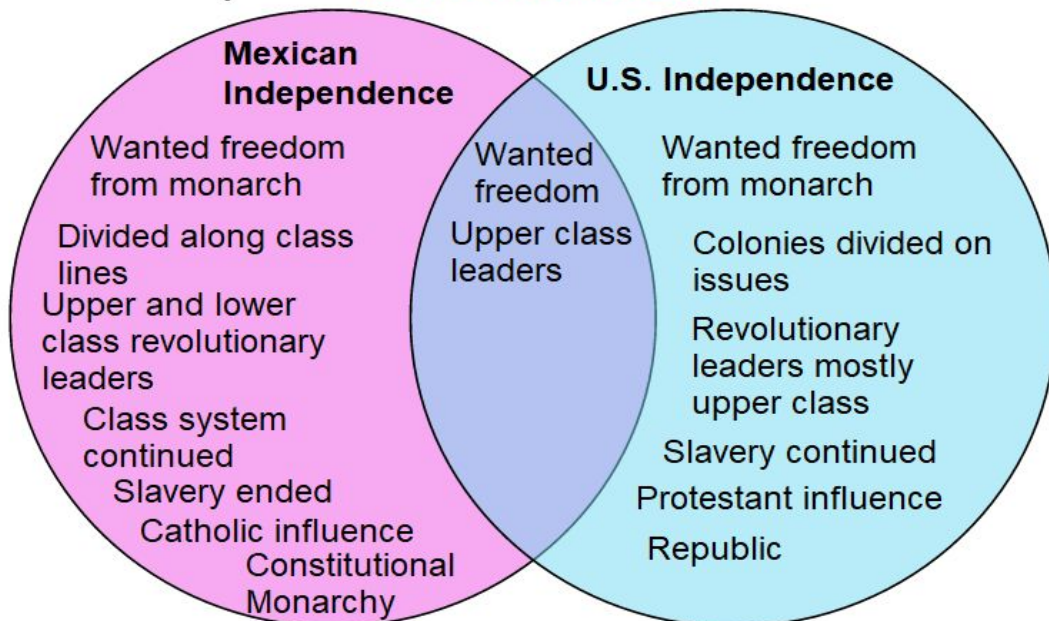 Mexican
Independence
Wanted freedom
from monarch
Divided along class
lines
Upper and lower
class revolutionary
leaders
Class system
continued
Slavery ended
Catholic influence
Constitutional
Monarchy
Wanted
freedom
Upper class
leaders
U.S. Independence
Wanted freedom
from monarch
Colonies divided on
issues
Revolutionary
leaders mostly
upper class
Slavery continued
Protestant influence
Republic